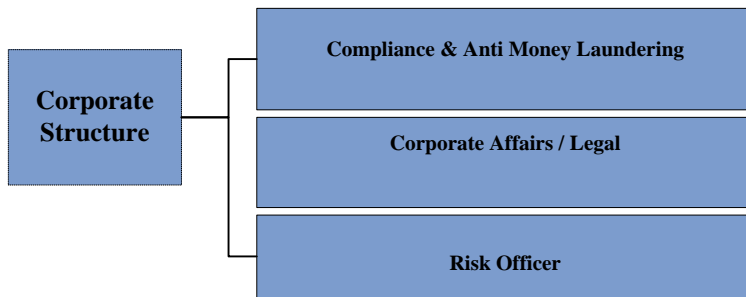 Corporate
Structure
Compliance & Anti Money Laundering
Corporate Affairs / Legal
Risk Officer